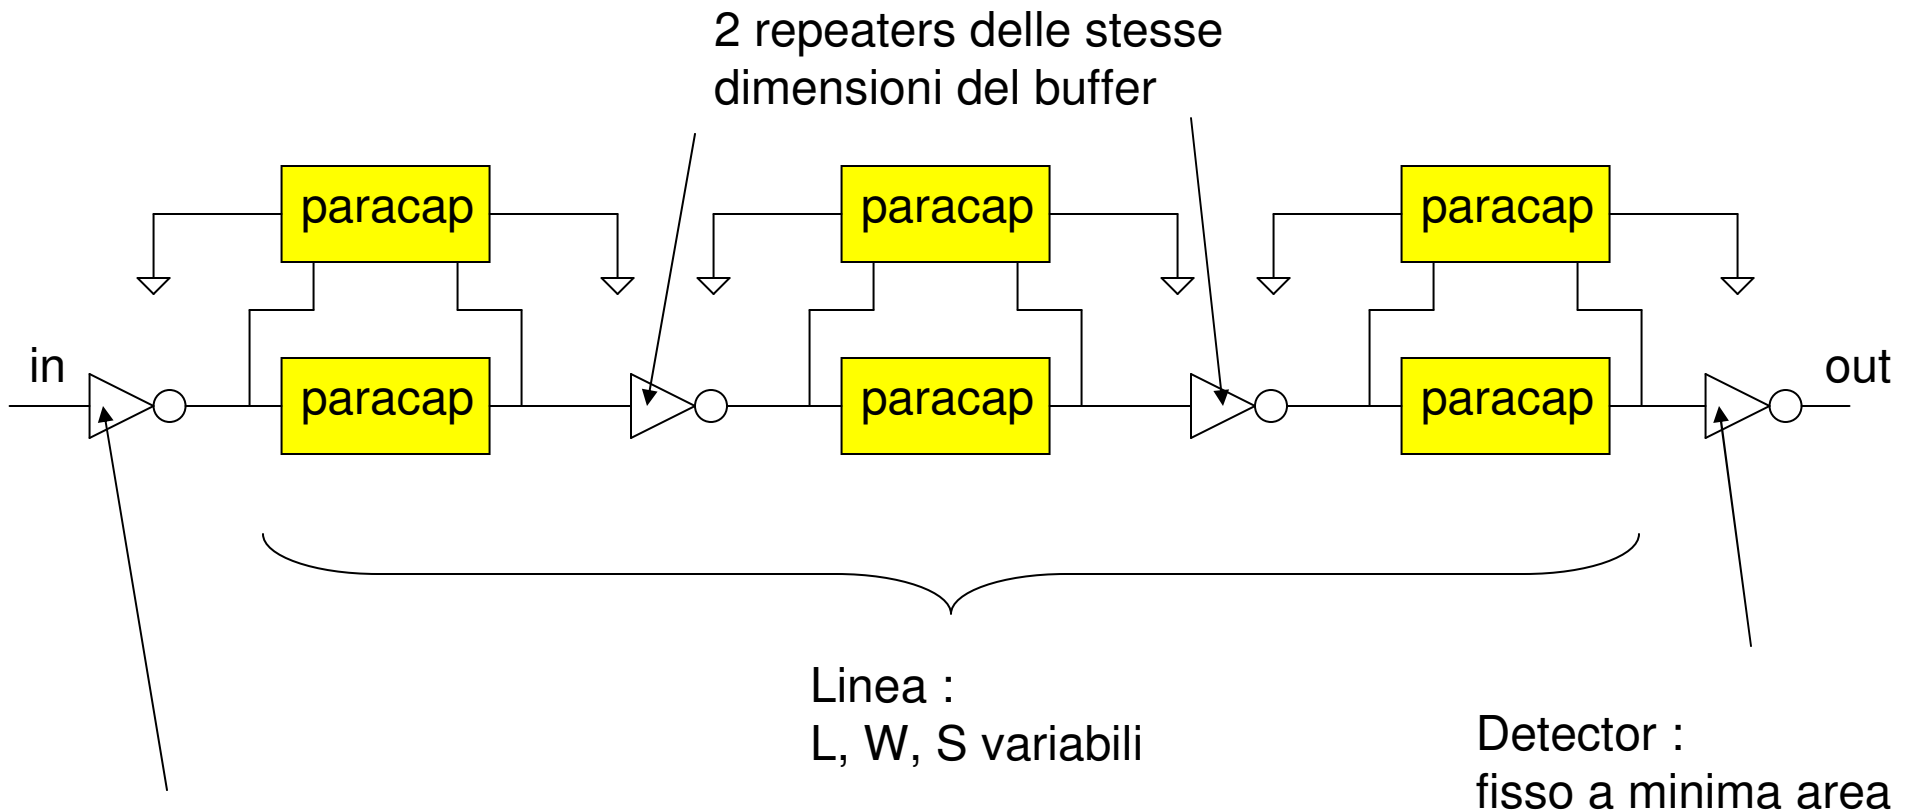 2 repeaters delle stesse
dimensioni del buffer
paracap
paracap
paracap
in
paracap
paracap
paracap
out
Linea :
L, W, S variabili
Detector :
fisso a minima area